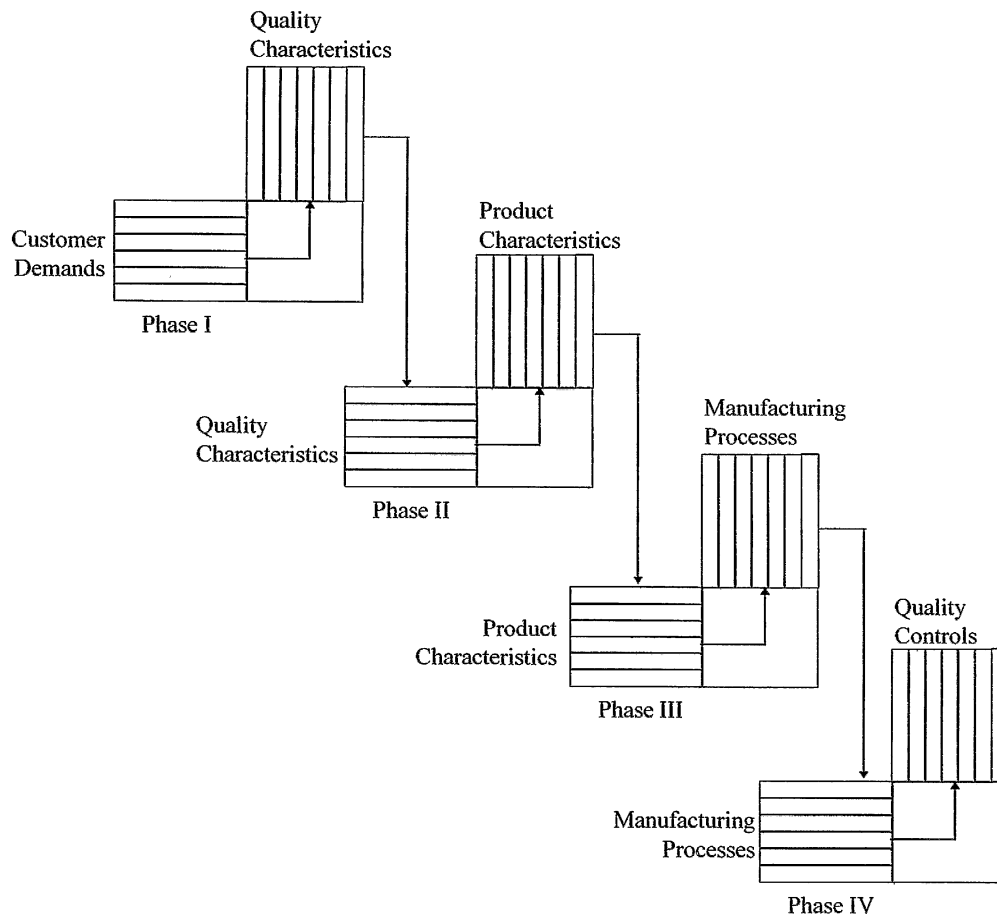 Quality
Characteristics
Customer
Demands
Phase I
Product
Characteristics
Quality
Characteristics
Phase II
Manufacturing
Processes
Product
Characteristics
Phase III
Quality
Controls
Manufacturing
Processes
Phase IV